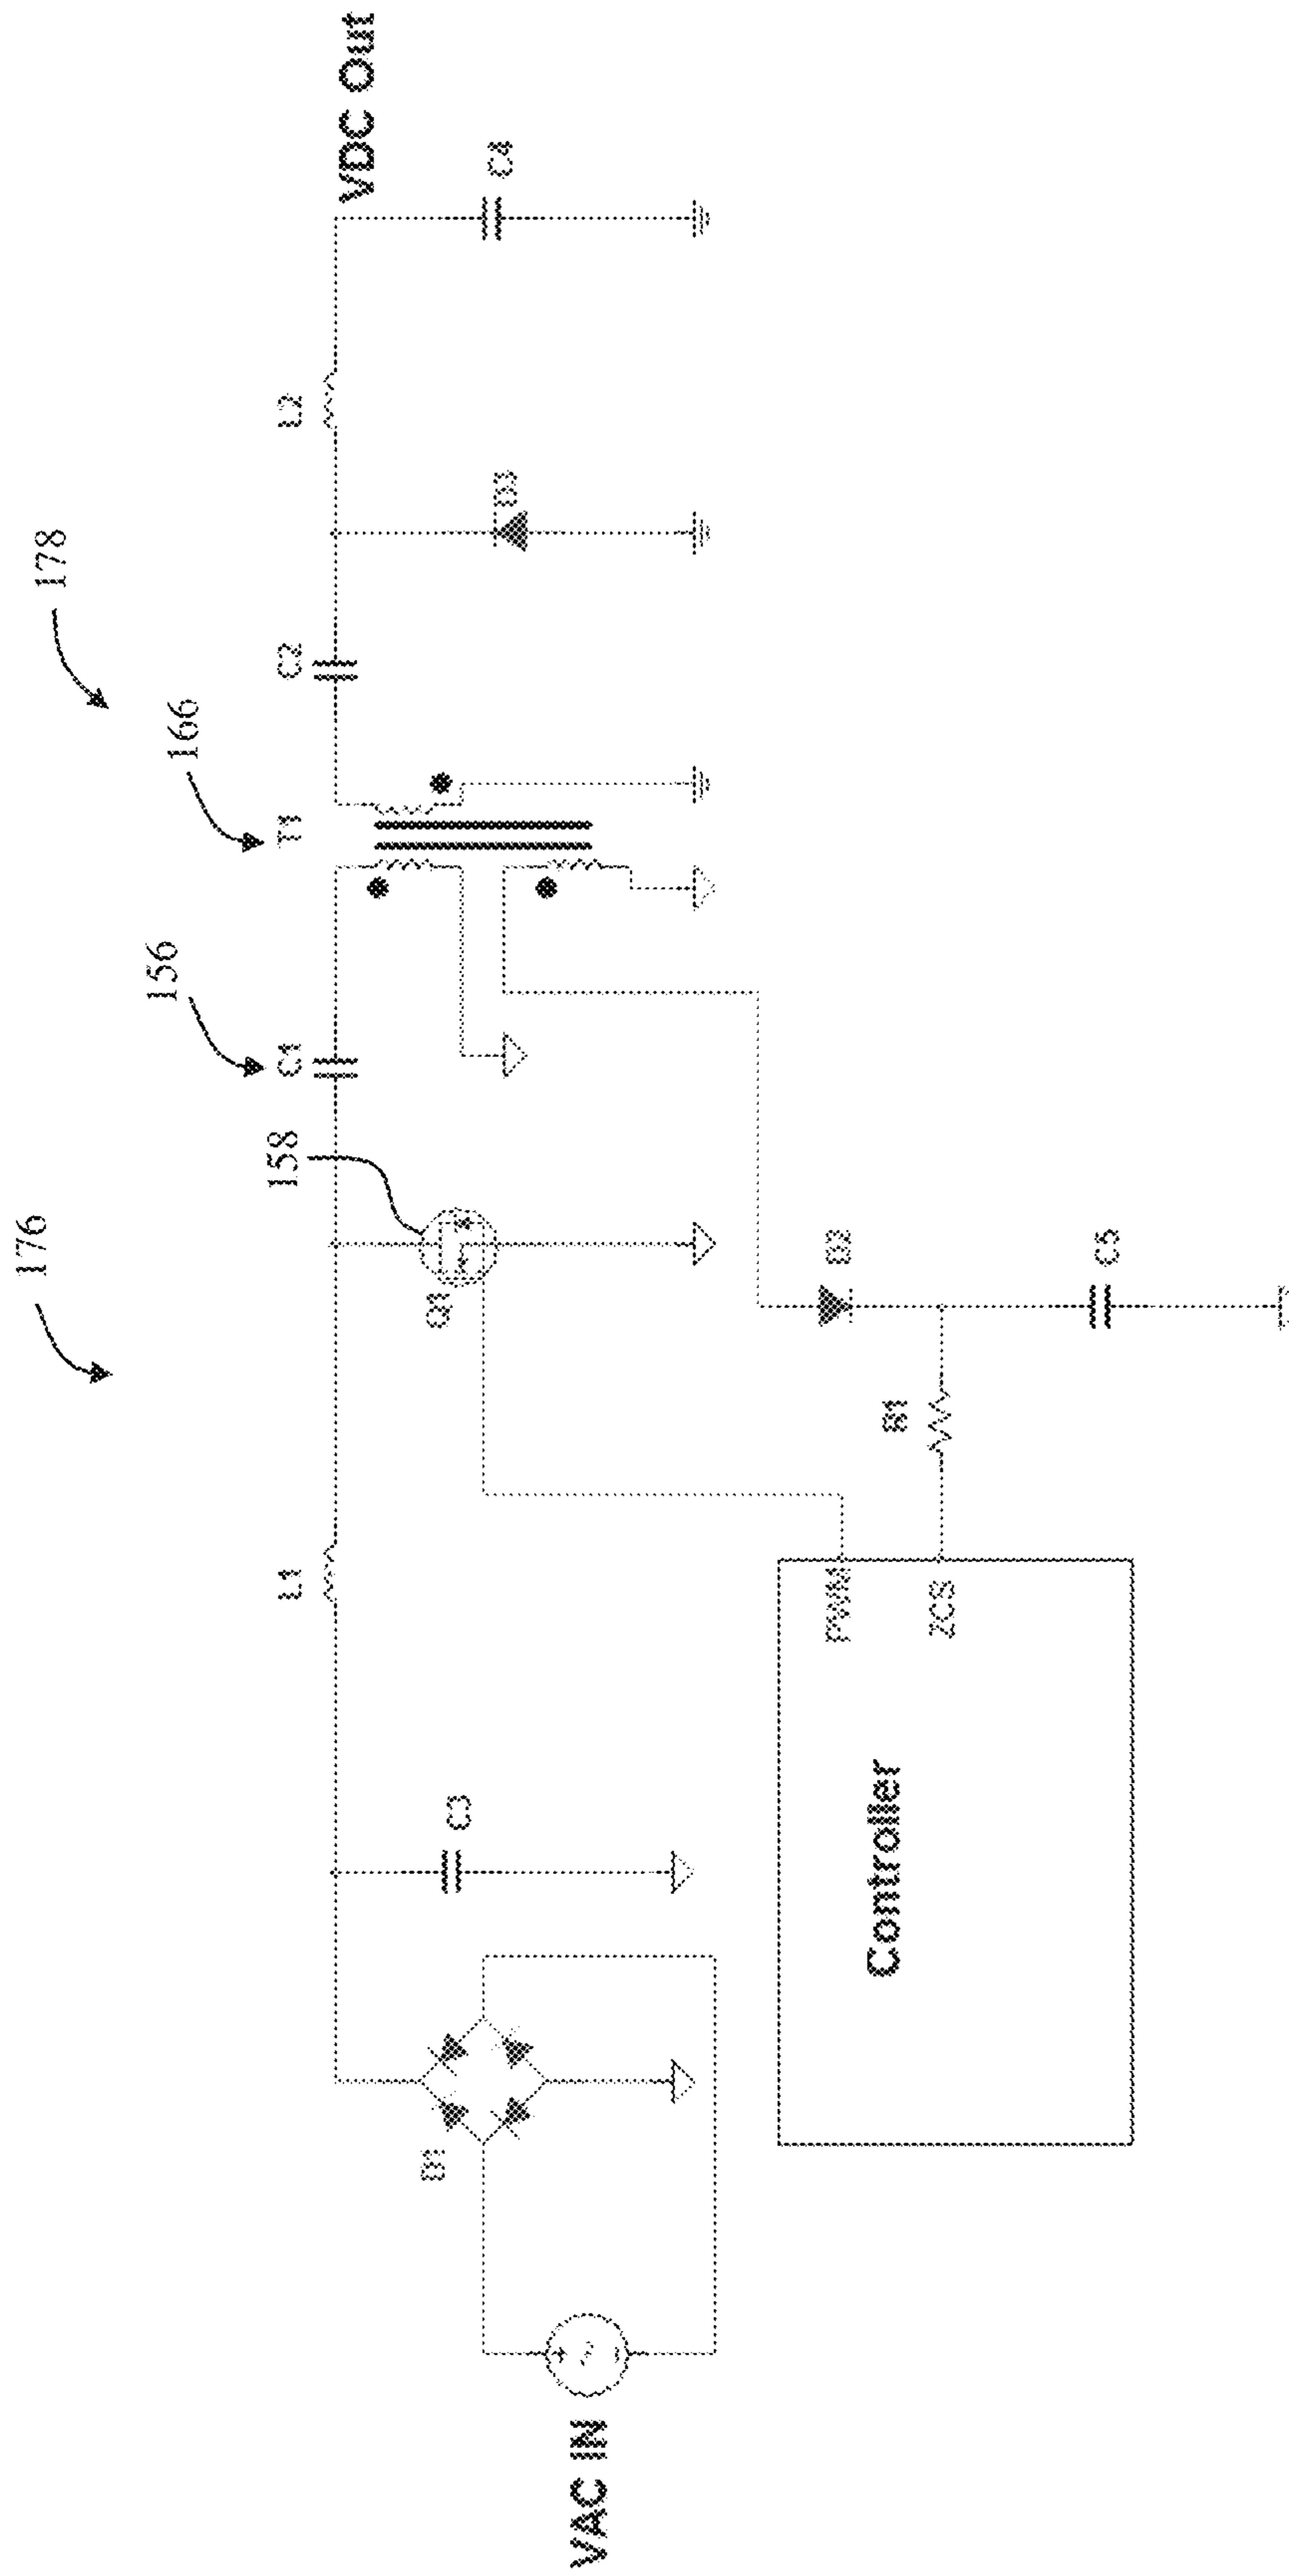 176
178
156
166
158
L1
C1
T1
C2
L2
VDC Out
D1
C3
Q1
D3
C4
VAC IN
Controller
PWM
ZCS
R1
D2
C5